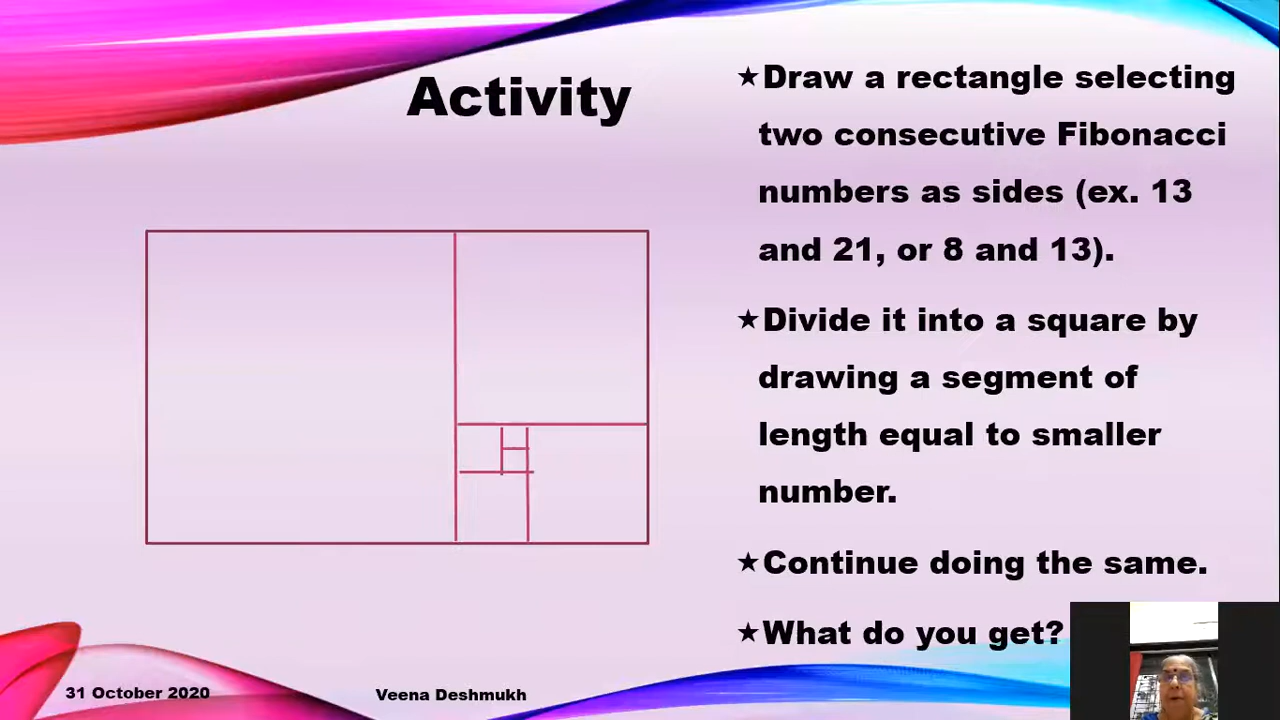 Activity
★Draw a rectangle selecting
two consecutive Fibonacci
numbers as sides (ex. 13
and 21, or 8 and 13).
★Divide it into a square by
drawing a segment of
length equal to smaller
number.
★Continue doing the same.
★What do you get?
31 October 2020
Veena Deshmukh